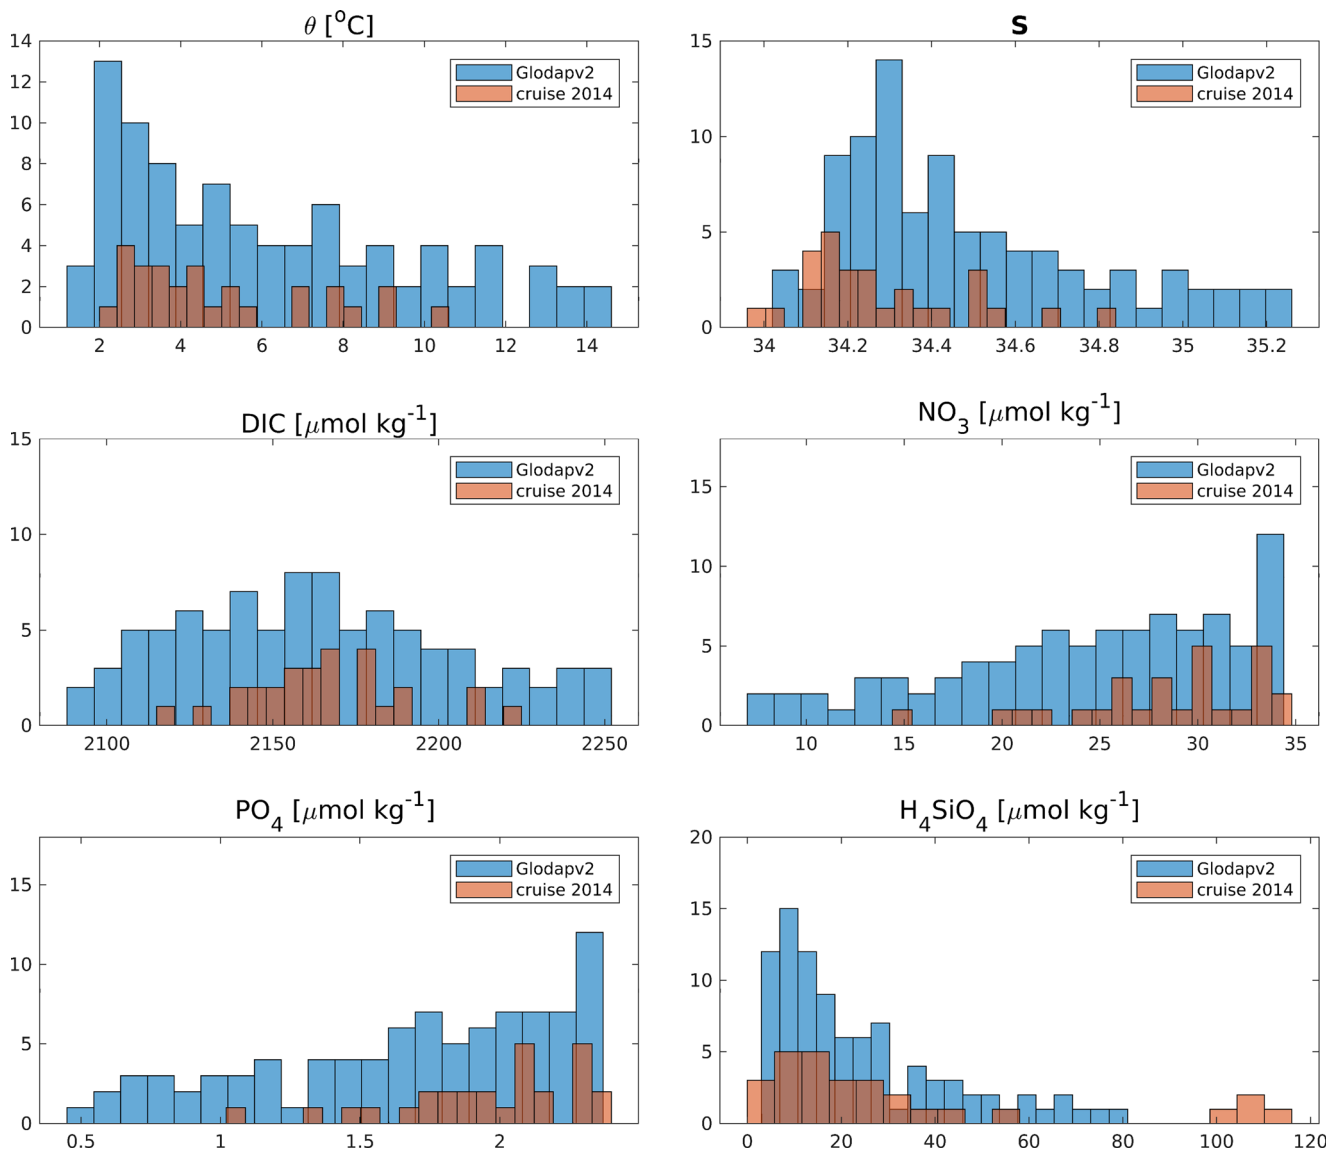 θ [°C]
14
12
10
8
6
4
2
0
2 4 6 8 10 12 14
Glodapv2
cruise 2014
S
15
10
5
0
34 34.2 34.4 34.6 34.8 35 35.2
Glodapv2
cruise 2014
DIC [μmol kg⁻¹]
15
10
5
0
2100 2150 2200 2250
Glodapv2
cruise 2014
NO₃ [μmol kg⁻¹]
15
10
5
0
10 15 20 25 30 35
Glodapv2
cruise 2014
PO₄ [μmol kg⁻¹]
15
10
5
0
0.5 1 1.5 2
Glodapv2
cruise 2014
H₄SiO₄ [μmol kg⁻¹]
20
15
10
5
0
0 20 40 60 80 100 120
Glodapv2
cruise 2014